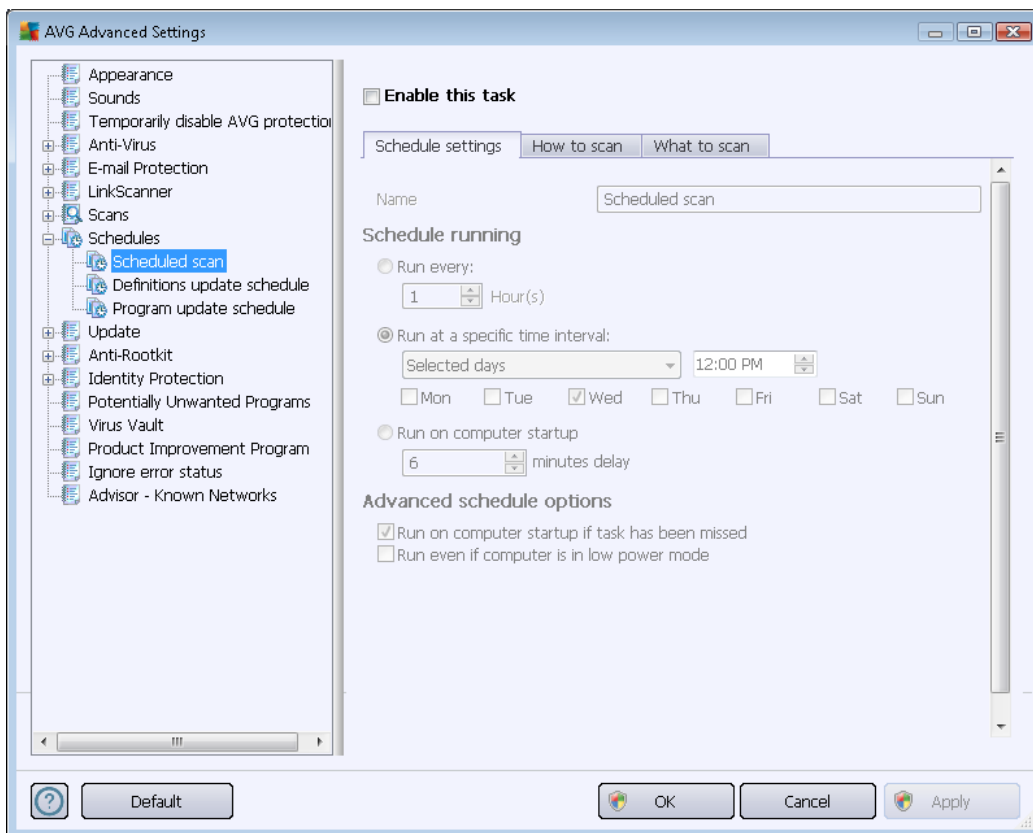 AVG Advanced Settings
Appearance
Sounds
Temporarily disable AVG protection
Anti-Virus
E-mail Protection
LinkScanner
Scans
Schedules
Scheduled scan
Definitions update schedule
Program update schedule
Update
Anti-Rootkit
Identity Protection
Potentially Unwanted Programs
Virus Vault
Product Improvement Program
Ignore error status
Advisor - Known Networks
Enable this task
Schedule settings How to scan What to scan
Name Scheduled scan
Schedule running
Run every:
1 Hour(s)
Run at a specific time interval:
Selected days 12:00 PM
Mon Tue Wed Thu Fri Sat Sun
Run on computer startup
6 minutes delay
Advanced schedule options
Run on computer startup if task has been missed
Run even if computer is in low power mode
? Default OK Cancel Apply